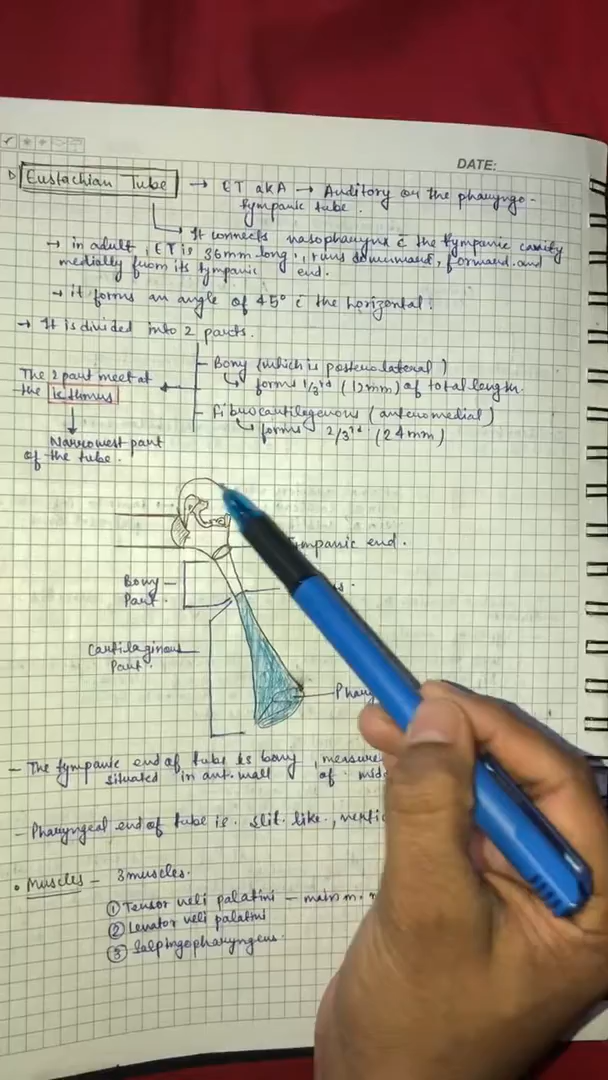 DATE:
1) Eustachian Tube → ET aka → Auditory or the pharyngo-
tympanic tube.
→ It connects nasopharynx c̄ the tympanic cavity
→ in adult, ET is 36mm long, runs downward, forward and
medially from its tympanic end.
→ it forms an angle of 45° c̄ the horizontal.
→ It is divided into 2 parts.
Bony (which is posterolateral)
forms 1/3rd (12mm) of total length.
The 2 part meet at
the isthmus
Fibrocartilagenous (anteromedial)
forms 2/3rd (24mm)
Narrowest part
of the tube.
Tympanic end.
Bony Part
Cartilaginous
Part.
- The tympanic end of tube is bony, measure
situated in ant. wall of
- Pharyngeal end of tube is slit like,
• Muscles - 3 muscles.
① Tensor veli palatini - main m.
② Levator veli palatini
③ Salpingopharyngeus.